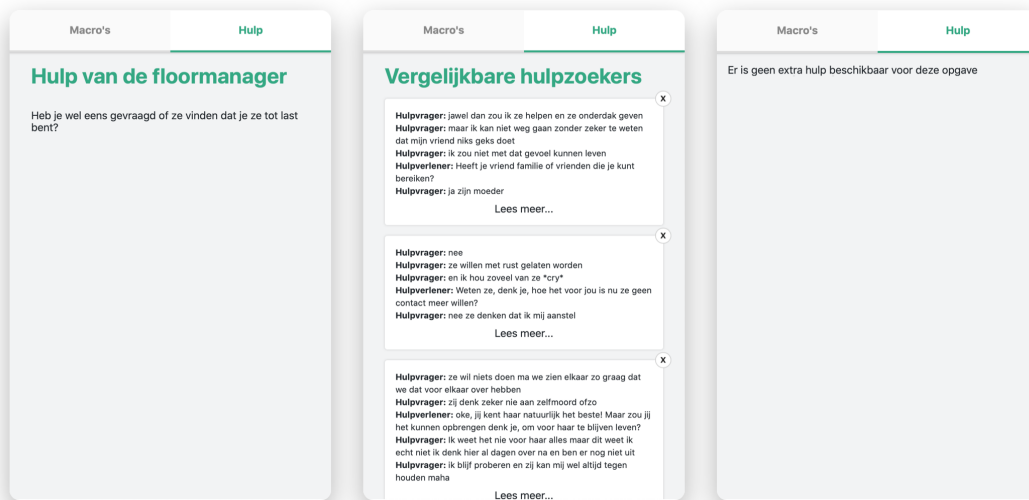 Macro's
Hulp
Hulp van de floormanager
Heb je wel eens gevraagd of ze vinden dat je ze tot last
bent?
Macro's
Hulp
Vergelijkbare hulpzoekers
X
Hulpvrager: jawel dan zou ik ze helpen en ze onderdak geven
Hulpvrager: maar ik kan niet weg gaan zonder zeker te weten
dat mijn vriend niks geks doet
Hulpvrager: ik zou niet met dat gevoel kunnen leven
Hulpverlener: Heeft je vriend familie of vrienden die je kunt
bereiken?
Hulpvrager: ja zijn moeder
Lees meer...
X
Hulpvrager: nee
Hulpvrager: ze willen met rust gelaten worden
Hulpvrager: en ik hou zoveel van ze *cry*
Hulpverlener: Weten ze, denk je, hoe het voor jou is nu ze geen
contact meer willen?
Hulpvrager: nee ze denken dat ik mij aanstel
Lees meer...
X
Hulpvrager: ze wil niets doen ma we zien elkaar zo graag dat
we dat voor elkaar over hebben
Hulpvrager: zij denk zeker nie aan zelfmoord ofzo
Hulpverlener: oke, jij kent haar natuurlijk het beste! Maar zou jij
het kunnen opbrengen denk je, om voor haar te blijven leven?
Hulpvrager: Ik weet het nie voor haar alles maar dit weet ik
echt niet ik denk hier al dagen over na en ben er nog niet uit
Hulpvrager: ik blijf proberen en zij kan mij wel altijd tegen
houden maha
Lees meer...
Macro's
Hulp
Er is geen extra hulp beschikbaar voor deze opgave